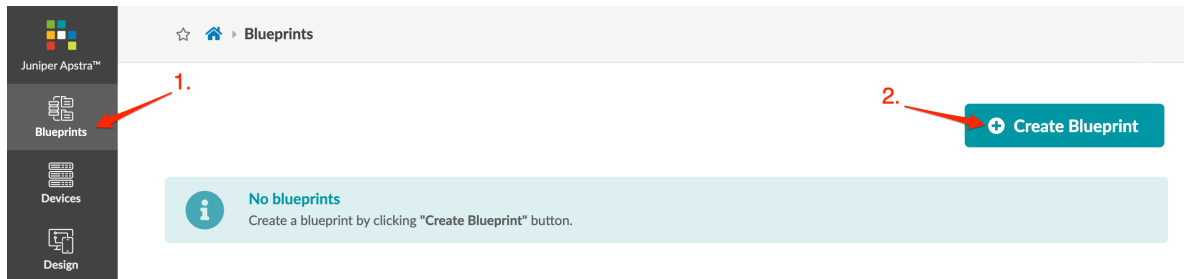 Juniper Apstra™
Blueprints
1.
Blueprints
2.
Create Blueprint
No blueprints
Create a blueprint by clicking "Create Blueprint" button.
Devices
Design